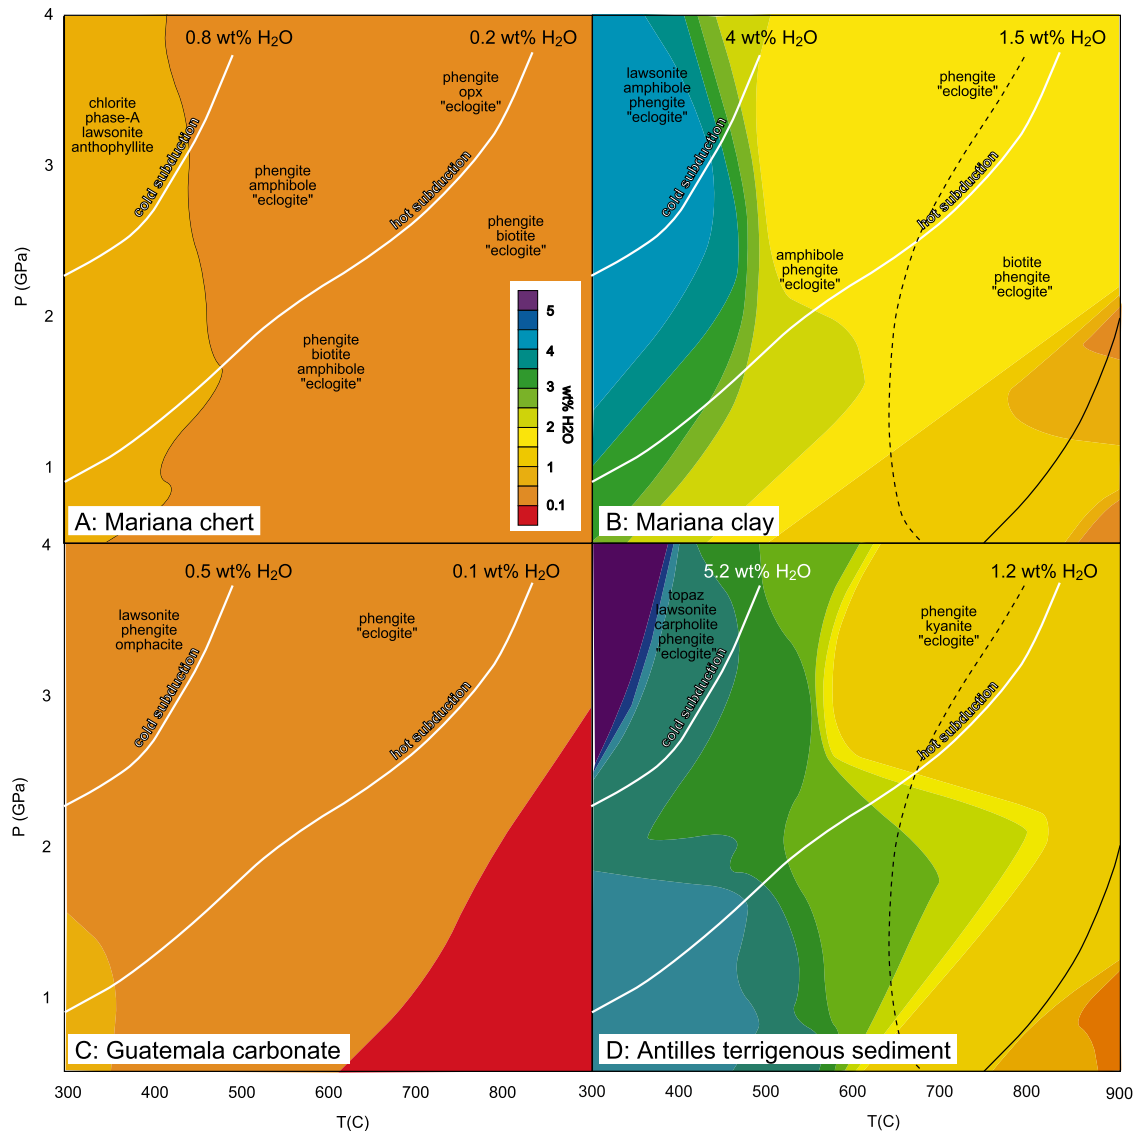 4
0.8 wt% H2O
0.2 wt% H2O
4 wt% H2O
1.5 wt% H2O
phengite
opx
"eclogite"
chlorite
phase-A
lawsonite
anthophyllite
cold subduction
phengite
amphibole
"eclogite"
hot subduction
phengite
biotite
"eclogite"
phengite
biotite
amphibole
"eclogite"
lawsonite
amphibole
phengite
"eclogite"
cold subduction
phengite
"eclogite"
hot subduction
amphibole
phengite
"eclogite"
biotite
phengite
"eclogite"
3
P (GPa)
2
1
5
4
3
2
1
0.1
wt% H2O
A: Mariana chert
B: Mariana clay
4
0.5 wt% H2O
0.1 wt% H2O
5.2 wt% H2O
1.2 wt% H2O
lawsonite
phengite
omphacite
cold subduction
phengite
"eclogite"
hot subduction
topaz
lawsonite
carpholite
phengite
"eclogite"
cold subduction
phengite
kyanite
"eclogite"
hot subduction
3
P (GPa)
2
1
C: Guatemala carbonate
D: Antilles terrigenous sediment
300 400 500 600 700 800 300 400 500 600 700 800 900
T(C)
T(C)